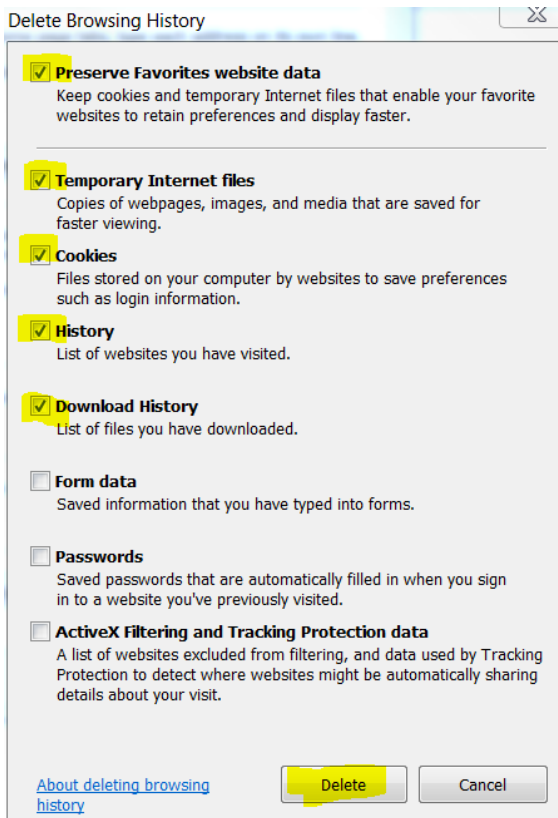 Delete Browsing History
Preserve Favorites website data
Keep cookies and temporary Internet files that enable your favorite
websites to retain preferences and display faster.
Temporary Internet files
Copies of webpages, images, and media that are saved for
faster viewing.
Cookies
Files stored on your computer by websites to save preferences
such as login information.
History
List of websites you have visited.
Download History
List of files you have downloaded.
Form data
Saved information that you have typed into forms.
Passwords
Saved passwords that are automatically filled in when you sign
in to a website you've previously visited.
ActiveX Filtering and Tracking Protection data
A list of websites excluded from filtering, and data used by Tracking
Protection to detect where websites might be automatically sharing
details about your visit.
About deleting browsing
history
Delete
Cancel